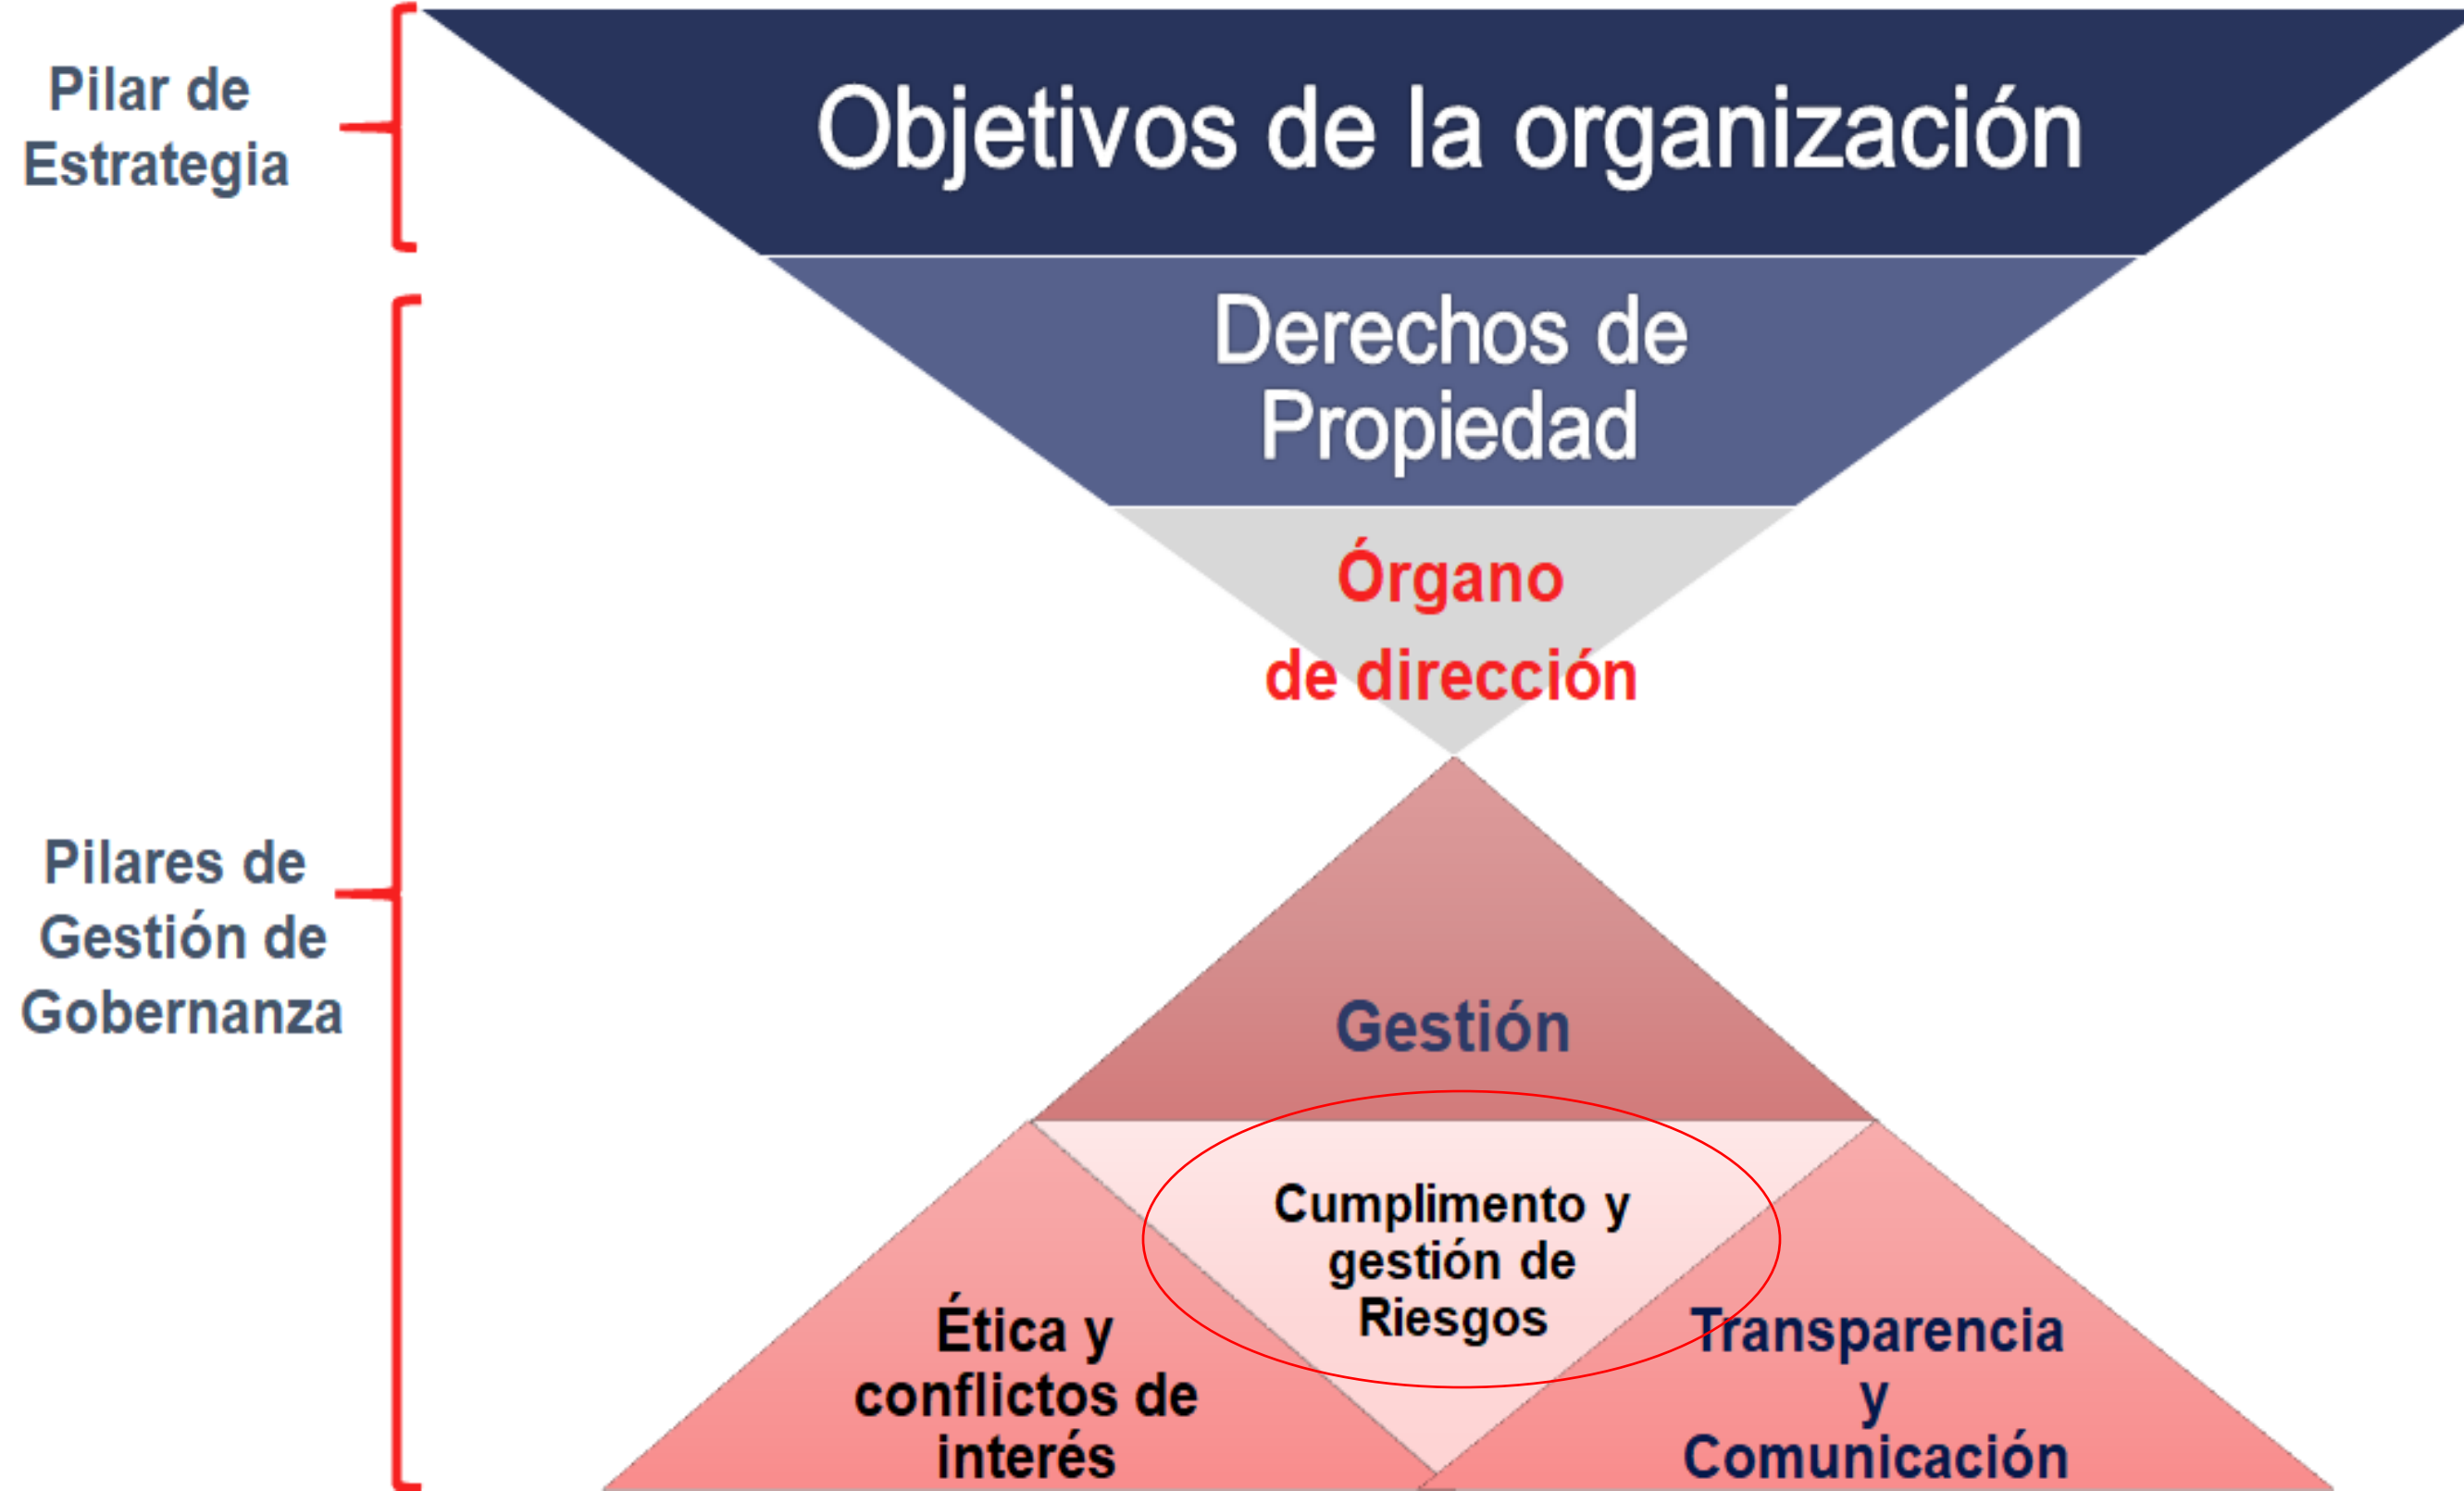 Pilar de
Estrategia
Objetivos de la organización
Derechos de
Propiedad
Órgano
de dirección
Pilares de
Gestión de
Gobernanza
Gestión
Cumplimento y
gestión de
Riesgos
Ética y
conflictos de
interés
Transparencia
y
Comunicación